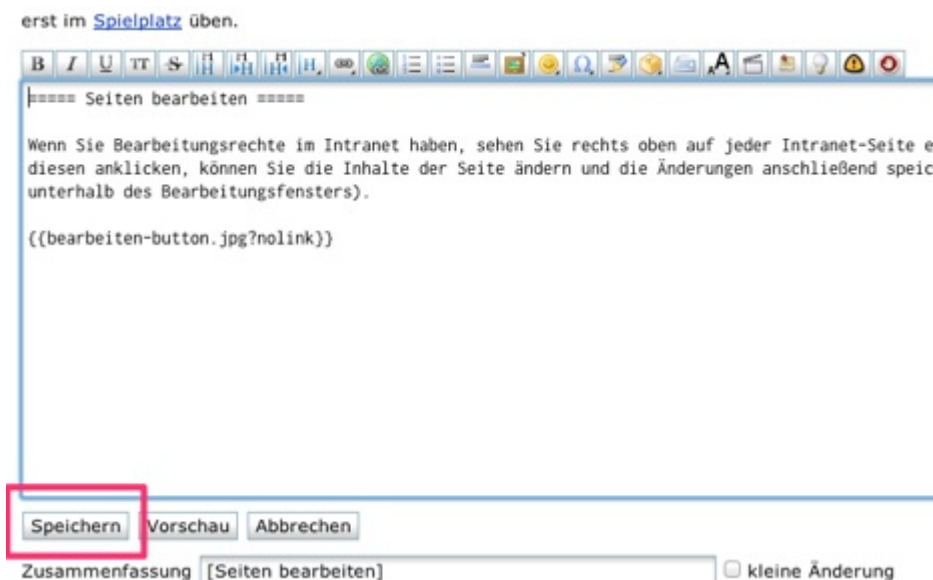 erst im Spielplatz üben.
B I U TT S H H H H. Ω A
===== Seiten bearbeiten =====
Wenn Sie Bearbeitungsrechte im Intranet haben, sehen Sie rechts oben auf jeder Intranet-Seite e
diesen anklicken, können Sie die Inhalte der Seite ändern und die Änderungen anschließend speic
unterhalb des Bearbeitungsfensters).
{{bearbeiten-button.jpg?nolink}}
Speichern Vorschau Abbrechen
Zusammenfassung [Seiten bearbeiten] kleine Änderung